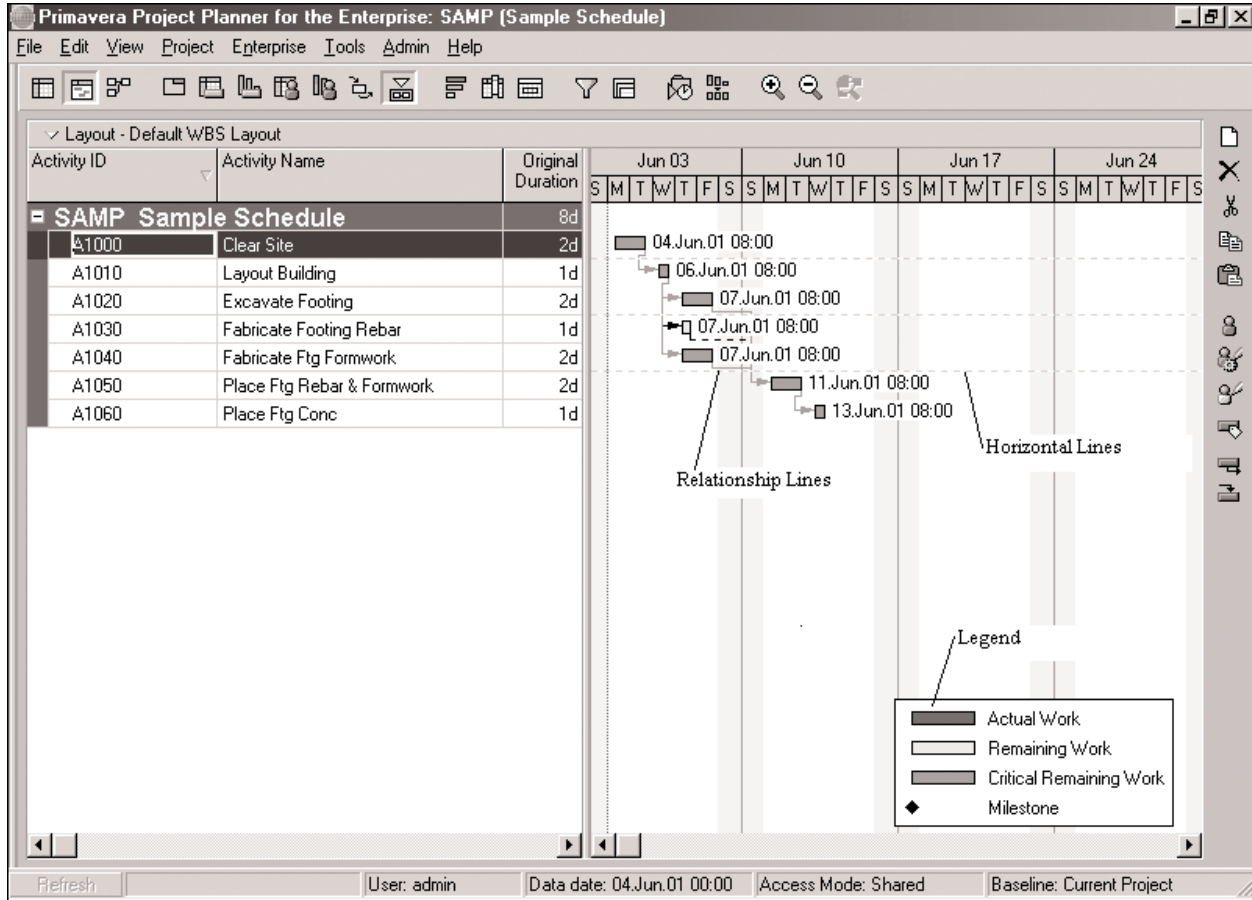 Primavera Project Planner for the Enterprise: SAMP (Sample Schedule)
File Edit View Project Enterprise Tools Admin Help
Layout - Default WBS Layout
Activity ID Activity Name Original Duration
Jun 03 Jun 10 Jun 17 Jun 24
S M T W T F S S M T W T F S S M T W T F S S M T W T F S
SAMP Sample Schedule 8d
A1000 Clear Site 2d 04.Jun.01 08:00
A1010 Layout Building 1d 06.Jun.01 08:00
A1020 Excavate Footing 2d 07.Jun.01 08:00
A1030 Fabricate Footing Rebar 1d 07.Jun.01 08:00
A1040 Fabricate Ftg Formwork 2d 07.Jun.01 08:00
A1050 Place Ftg Rebar & Formwork 2d 11.Jun.01 08:00
A1060 Place Ftg Conc 1d 13.Jun.01 08:00
Horizontal Lines
Relationship Lines
Legend
Actual Work
Remaining Work
Critical Remaining Work
Milestone
Refresh User: admin Data date: 04.Jun.01 00:00 Access Mode: Shared Baseline: Current Project